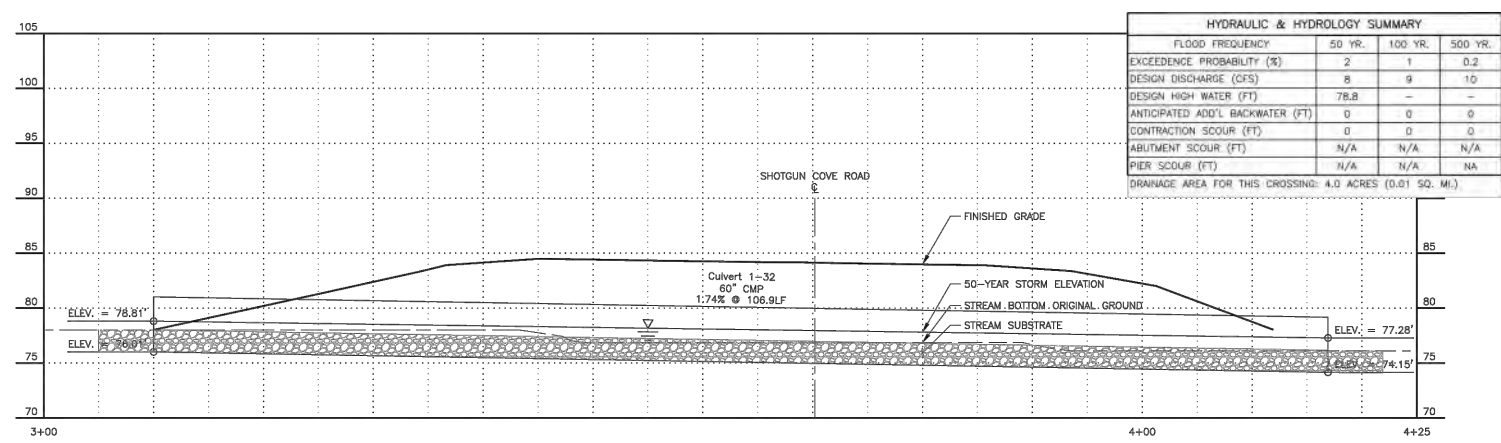 HYDRAULIC & HYDROLOGY SUMMARY
FLOOD FREQUENCY 50 YR. 100 YR. 500 YR.
EXCEEDENCE PROBABILITY (%) 2 1 0.2
DESIGN DISCHARGE (CFS) 8 9 10
DESIGN HIGH WATER (FT) 78.8 – –
ANTICIPATED ADD'L BACKWATER (FT) 0 0 0
CONTRACTION SCOUR (FT) 0 0 0
ABUTMENT SCOUR (FT) N/A N/A N/A
PIER SCOUR (FT) N/A N/A NA
DRAINAGE AREA FOR THIS CROSSING: 4.0 ACRES (0.01 SQ. MI.)
105
100
95
90
SHOTGUN COVE ROAD
℄
FINISHED GRADE
85
85
Culvert 1-32
60" CMP
1.74% @ 106.9LF
50-YEAR STORM ELEVATION
80
80
STREAM BOTTOM ORIGINAL GROUND
ELEV. = 78.81'
STREAM SUBSTRATE
ELEV. = 77.28'
ELEV. = 76.01'
75
75
ELEV. = 74.15'
70
70
3+00
4+00
4+25